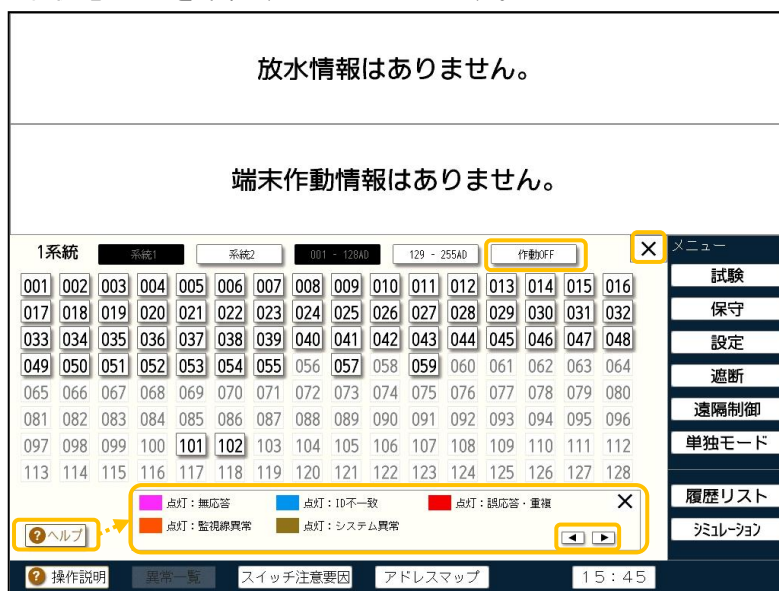 放水情報はありません。
端末作動情報はありません。
1系統 系統1 系統2 001 - 128AD 129 - 255AD 作動OFF ×
メニュー
001 002 003 004 005 006 007 008 009 010 011 012 013 014 015 016
017 018 019 020 021 022 023 024 025 026 027 028 029 030 031 032
033 034 035 036 037 038 039 040 041 042 043 044 045 046 047 048
049 050 051 052 053 054 055 056 057 058 059 060 061 062 063 064
065 066 067 068 069 070 071 072 073 074 075 076 077 078 079 080
081 082 083 084 085 086 087 088 089 090 091 092 093 094 095 096
097 098 099 100 101 102 103 104 105 106 107 108 109 110 111 112
113 114 115 116 117 118 119 120 121 122 123 124 125 126 127 128
試験
保守
設定
遮断
遠隔制御
単独モード
履歴リスト
シミュレーション
点灯：無応答 点灯：ID不一致 点灯：誤応答・重複 ×
点灯：監視線異常 点灯：システム異常
? ヘルプ
? 操作説明 異常一覧 スイッチ注意要因 アドレスマップ 15：45